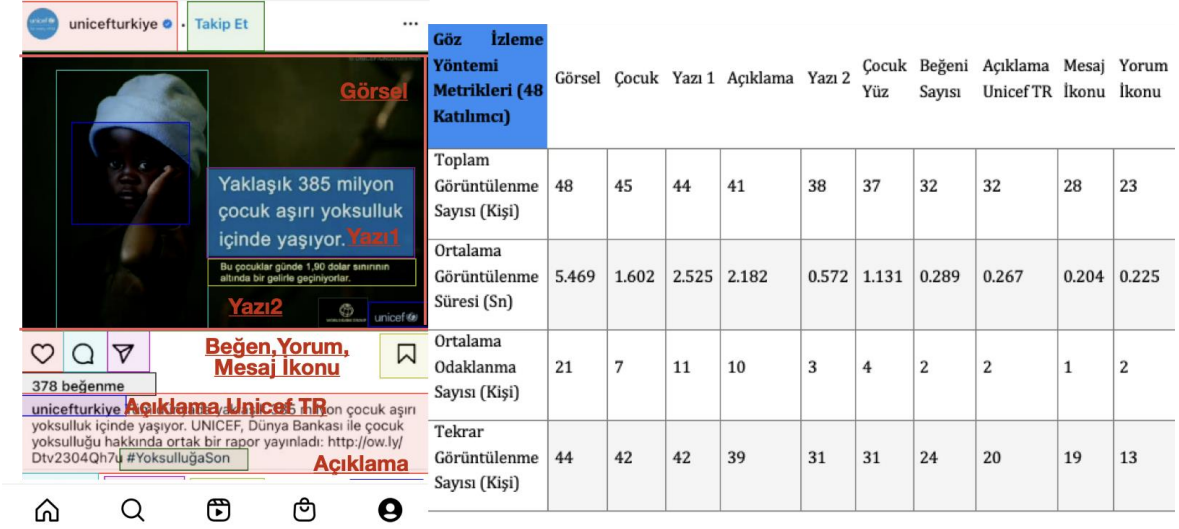 unicefturkiye • Takip Et
Görsel
Yaklaşık 385 milyon
çocuk aşırı yoksulluk
içinde yaşıyor. Yazı1
Bu çocuklar günde 1,90 dolar sınırının
altında bir gelirle geçiniyorlar.
Yazı2
unicef
Beğen,Yorum,
Mesaj İkonu
378 beğenme
unicefturkiye
Açıklama Unicef TR
çocuk aşırı
yoksulluk içinde yaşıyor. UNICEF, Dünya Bankası ile çocuk
yoksulluğu hakkında ortak bir rapor yayınladı: http://ow.ly/
Dtv2304Qh7u #YoksulluğaSon
Açıklama
Göz İzleme Yöntemi Metrikleri (48 Katılımcı) Görsel Çocuk Yazı 1 Açıklama Yazı 2 Çocuk Yüz Beğeni Sayısı Açıklama Unicef TR Mesaj İkonu Yorum İkonu
Toplam Görüntülenme Sayısı (Kişi) 48 45 44 41 38 37 32 32 28 23
Ortalama Görüntülenme Süresi (Sn) 5.469 1.602 2.525 2.182 0.572 1.131 0.289 0.267 0.204 0.225
Ortalama Odaklanma Sayısı (Kişi) 21 7 11 10 3 4 2 2 1 2
Tekrar Görüntülenme Sayısı (Kişi) 44 42 42 39 31 31 24 20 19 13